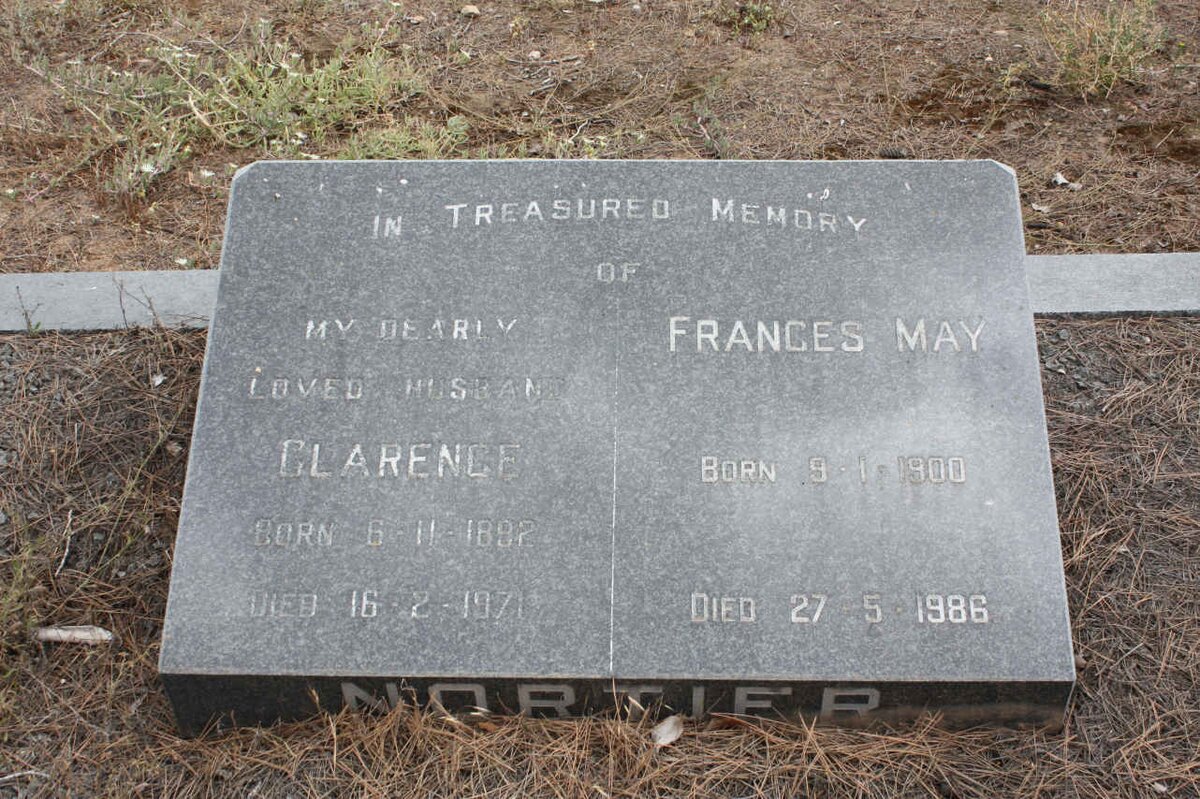 IN TREASURED MEMORY
OF
MY DEARLY
LOVED HUSBAND
CLARENCE
BORN 6-11-1892
DIED 16-2-1971
FRANCES MAY
BORN 9-1-1900
DIED 27-5-1986
NORTIER